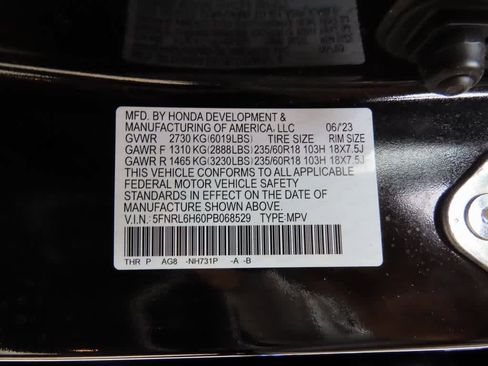 MFD. BY HONDA DEVELOPMENT &
MANUFACTURING OF AMERICA, LLC 06/23
GVWR 2730 KG(6019LBS) TIRE SIZE RIM SIZE
GAWR F 1310 KG(2888LBS) 235/60R18 103H 18X7.5J
GAWR R 1465 KG(3230LBS) 235/60R18 103H 18X7.5J
THIS VEHICLE CONFORMS TO ALL APPLICABLE
FEDERAL MOTOR VEHICLE SAFETY
STANDARDS IN EFFECT ON THE DATE OF
MANUFACTURE SHOWN ABOVE.
V.I.N.: 5FNRL6H60PB068529 TYPE:MPV
THR P AG8 -NH731P -A -B